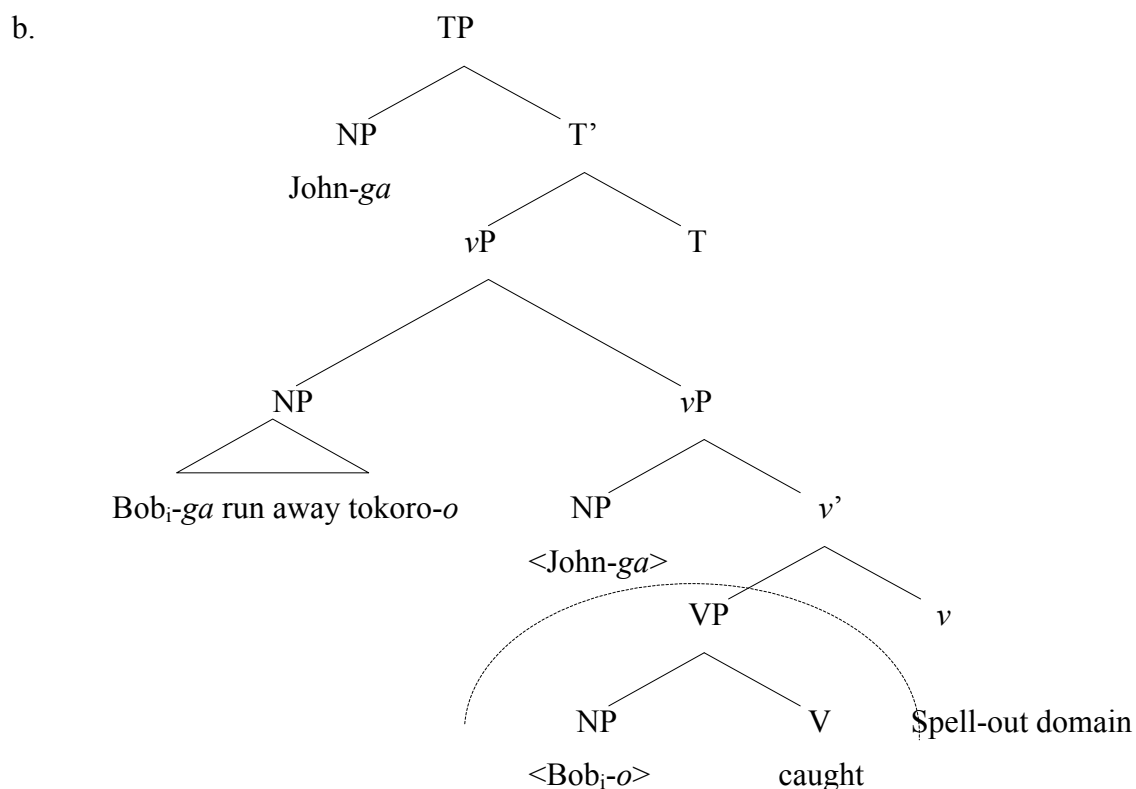 b. TP
NP T’
John-ga
vP T
NP vP
Bobi-ga run away tokoro-o NP v’
<John-ga>
VP v
NP V Spell-out domain
<Bobi-o> caught